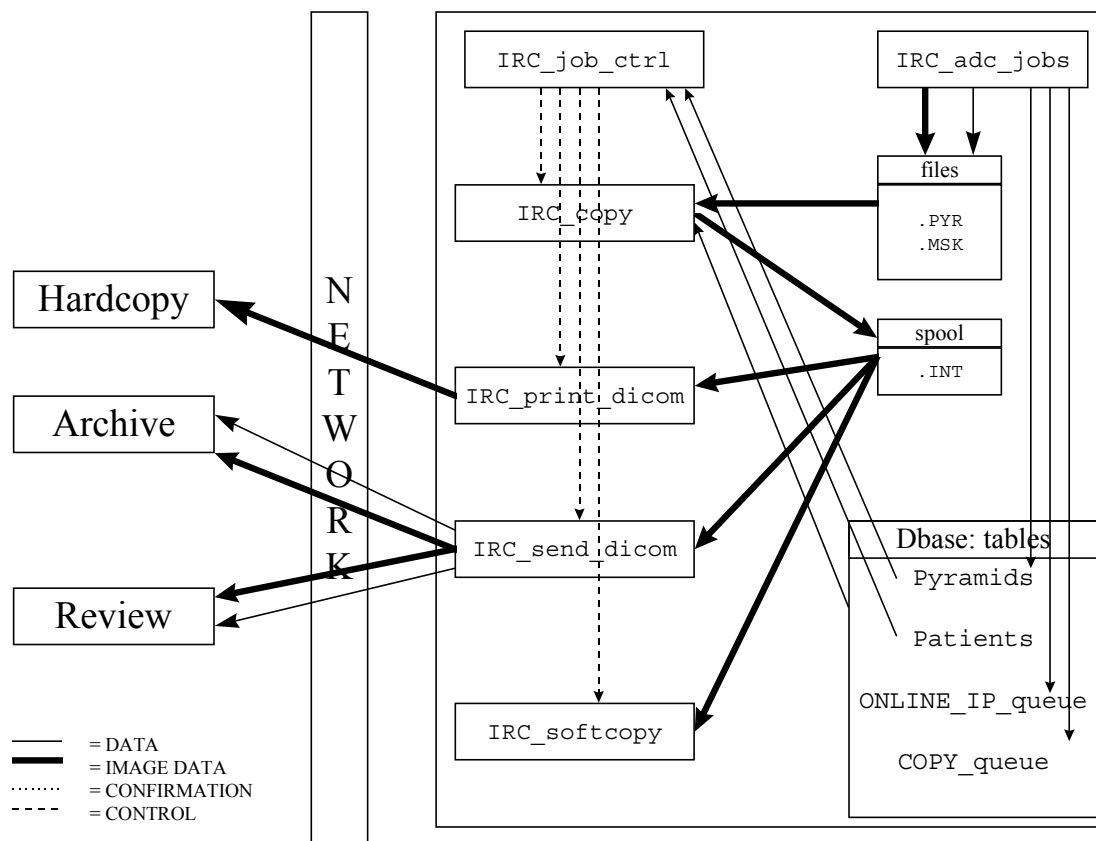 IRC_job_ctrl
IRC_adc_jobs
files
.PYR
.MSK
IRC_copy
Hardcopy
NETWORK
spool
.INT
IRC_print_dicom
Archive
IRC_send_dicom
Dbase: tables
Pyramids
Review
Patients
ONLINE_IP_queue
IRC_softcopy
COPY_queue
= DATA
= IMAGE DATA
= CONFIRMATION
= CONTROL